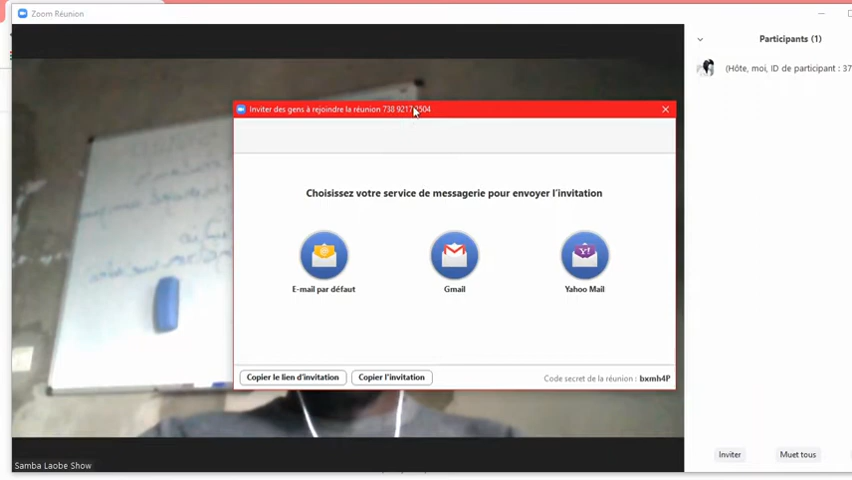 Zoom Réunion
Participants (1)
(Hôte, moi, ID de participant : 37
Inviter des gens à rejoindre la réunion 738 9217 2504
Choisissez votre service de messagerie pour envoyer l'invitation
E-mail par défaut
Gmail
Yahoo Mail
Copier le lien d'invitation
Copier l'invitation
Code secret de la réunion : bxmh4P
Samba Laobe Show
Inviter
Muet tous